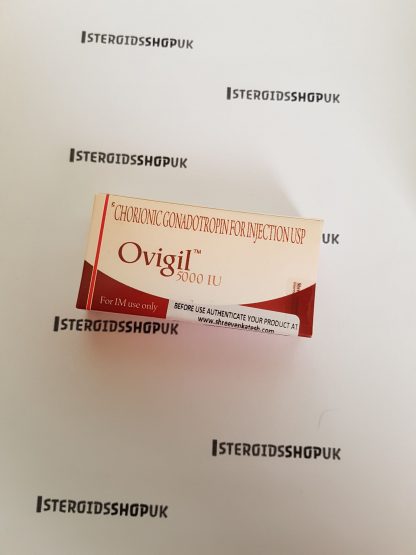 ISTEROIDSSHOPUK
ISTEROIDSSHOPUK
ISTEROIDSSHOPUK
CHORIONIC GONADOTROPIN FOR INJECTION USP
UK
Ovigil™
5000 IU
For IM use only
BEFORE USE AUTHENTICATE YOUR PRODUCT AT
www.shreevenkatesh.com
ISTEROIDSSHOPUK
ISTEROIDSSHOPUK
ISTEROIDSSHOPUK